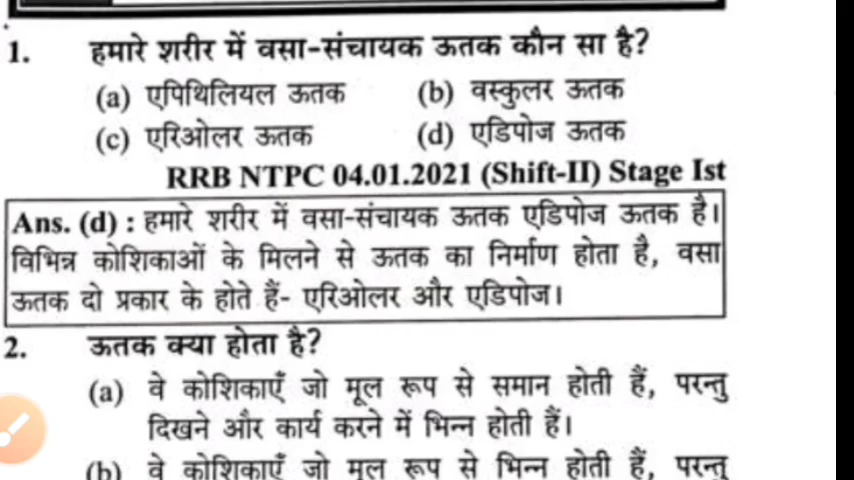 1. हमारे शरीर में वसा-संचायक ऊतक कौन सा है?
(a) एपिथिलियल ऊतक (b) वस्कुलर ऊतक
(c) एरिओलर ऊतक (d) एडिपोज ऊतक
RRB NTPC 04.01.2021 (Shift-II) Stage Ist
Ans. (d) : हमारे शरीर में वसा-संचायक ऊतक एडिपोज ऊतक है।
विभिन्न कोशिकाओं के मिलने से ऊतक का निर्माण होता है, वसा
ऊतक दो प्रकार के होते हैं- एरिओलर और एडिपोज।
2. ऊतक क्या होता है?
(a) वे कोशिकाएँ जो मूल रूप से समान होती हैं, परन्तु
दिखने और कार्य करने में भिन्न होती हैं।
(b) वे कोशिकाएँ जो मूल रूप से भिन्न होती हैं, परन्तु